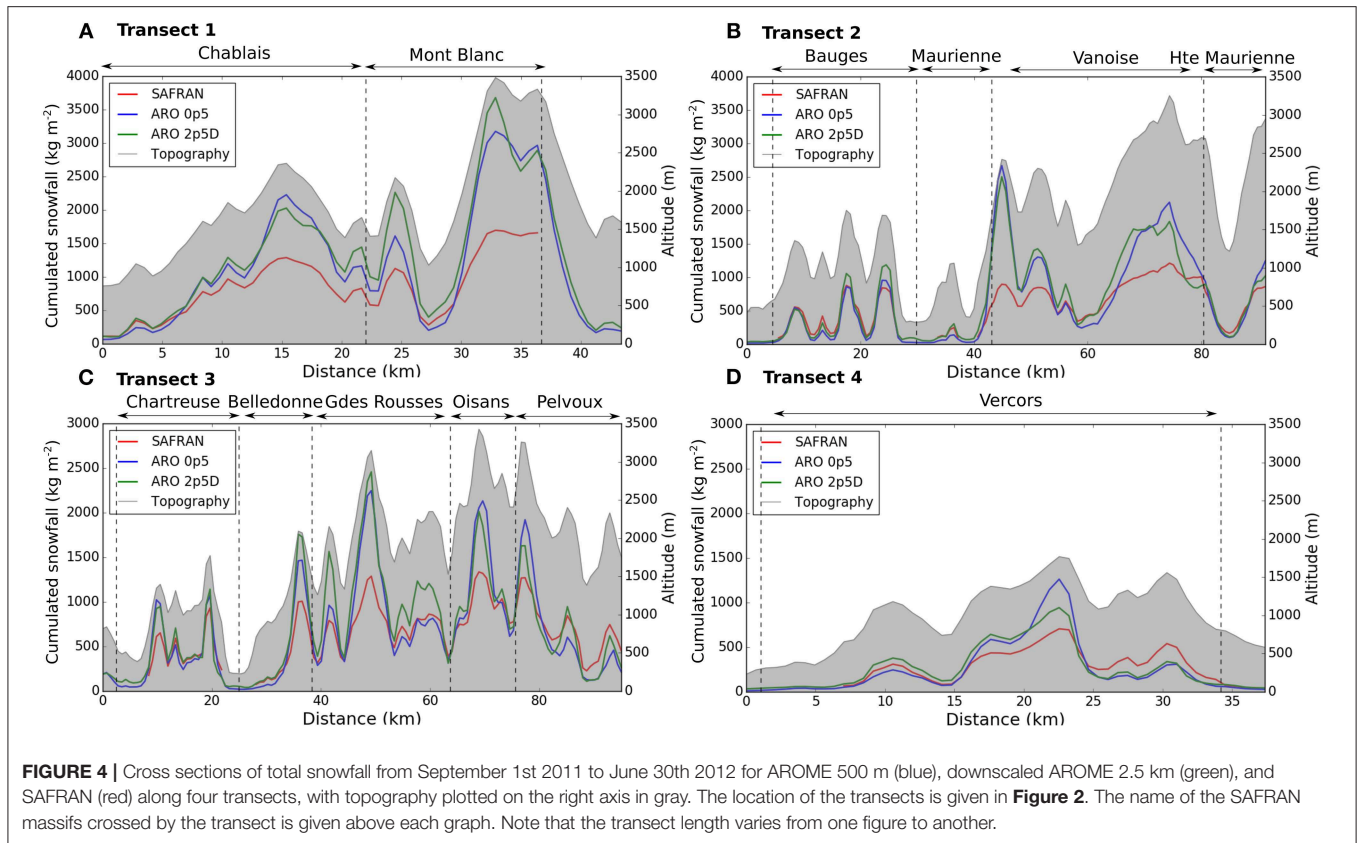 A Transect 1
Chablais
Mont Blanc
4000
3500
3000
2500
2000
1500
1000
500
0
Cumulated snowfall (kg m⁻²)
SAFRAN
ARO 0p5
ARO 2p5D
Topography
3500
3000
2500
2000
1500
1000
500
0
Altitude (m)
0 5 10 15 20 25 30 35 40
Distance (km)
B Transect 2
Bauges
Maurienne
Vanoise
Hte Maurienne
4000
3500
3000
2500
2000
1500
1000
500
0
Cumulated snowfall (kg m⁻²)
SAFRAN
ARO 0p5
ARO 2p5D
Topography
3500
3000
2500
2000
1500
1000
500
0
Altitude (m)
0 20 40 60 80
Distance (km)
C Transect 3
Chartreuse
Belledonne
Gdes Rousses
Oisans
Pelvoux
3000
2500
2000
1500
1000
500
0
Cumulated snowfall (kg m⁻²)
SAFRAN
ARO 0p5
ARO 2p5D
Topography
3500
3000
2500
2000
1500
1000
500
0
Altitude (m)
0 20 40 60 80
Distance (km)
D Transect 4
Vercors
3000
2500
2000
1500
1000
500
0
Cumulated snowfall (kg m⁻²)
SAFRAN
ARO 0p5
ARO 2p5D
Topography
3500
3000
2500
2000
1500
1000
500
0
Altitude (m)
0 5 10 15 20 25 30 35
Distance (km)
FIGURE 4 | Cross sections of total snowfall from September 1st 2011 to June 30th 2012 for AROME 500 m (blue), downscaled AROME 2.5 km (green), and
SAFRAN (red) along four transects, with topography plotted on the right axis in gray. The location of the transects is given in Figure 2. The name of the SAFRAN
massifs crossed by the transect is given above each graph. Note that the transect length varies from one figure to another.